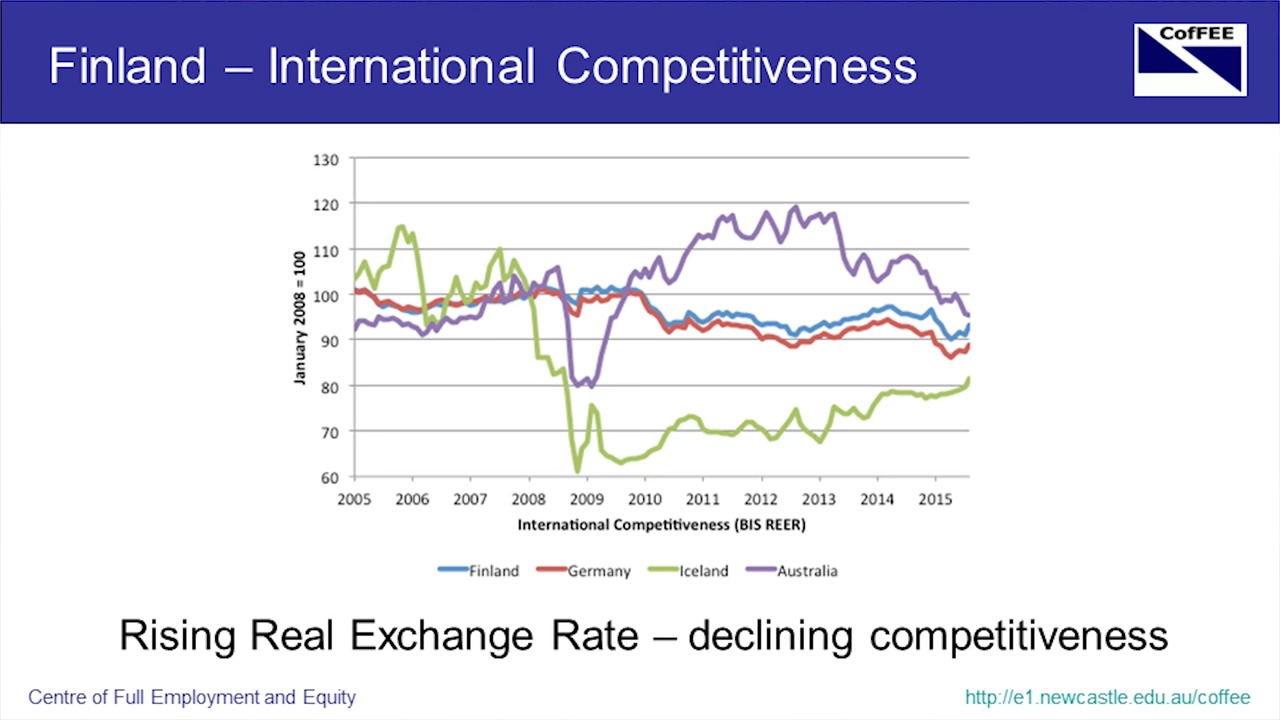 Finland – International Competitiveness
CofFEE
130
120
110
100
90
80
70
60
January 2008 = 100
2005 2006 2007 2008 2009 2010 2011 2012 2013 2014 2015
International Competitiveness (BIS REER)
Finland Germany Iceland Australia
Rising Real Exchange Rate – declining competitiveness
Centre of Full Employment and Equity
http://e1.newcastle.edu.au/coffee